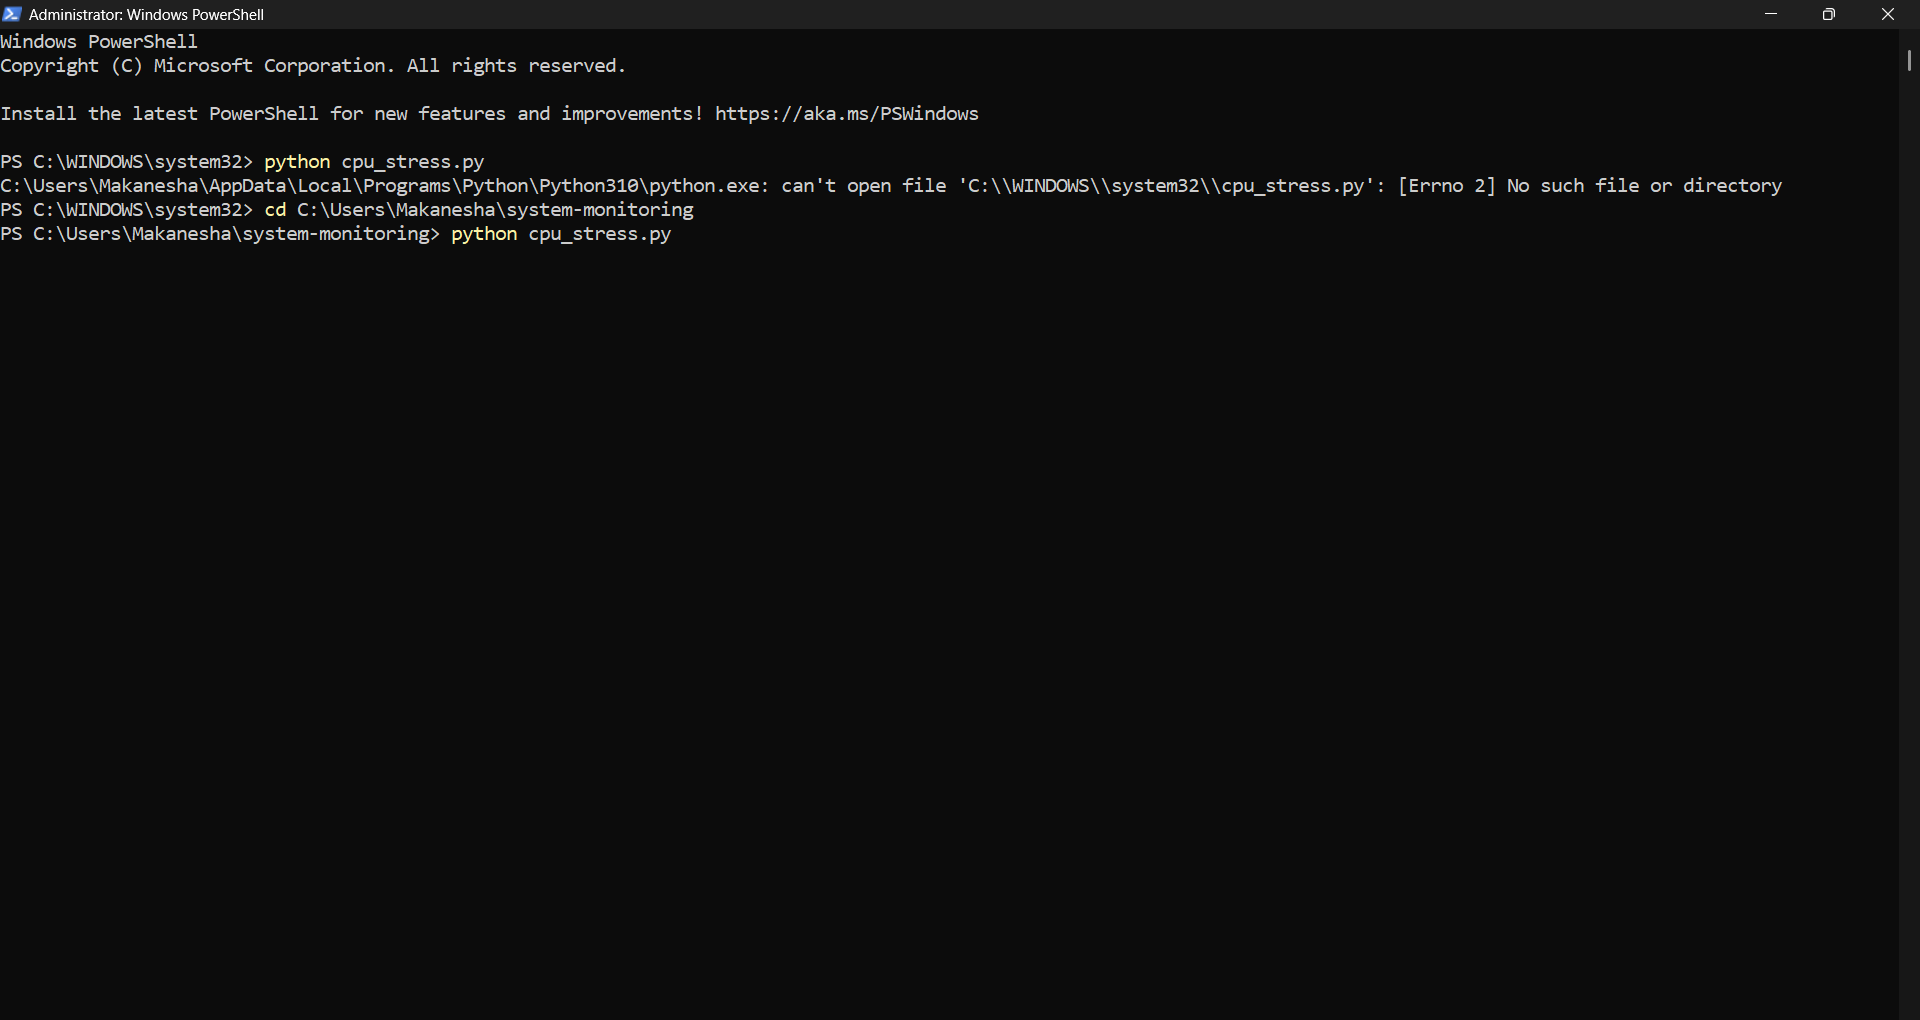 Administrator: Windows PowerShell
Windows PowerShell
Copyright (C) Microsoft Corporation. All rights reserved.
Install the latest PowerShell for new features and improvements! https://aka.ms/PSWindows
PS C:\WINDOWS\system32> python cpu_stress.py
C:\Users\Makanesha\AppData\Local\Programs\Python\Python310\python.exe: can't open file 'C:\\WINDOWS\\system32\\cpu_stress.py': [Errno 2] No such file or directory
PS C:\WINDOWS\system32> cd C:\Users\Makanesha\system-monitoring
PS C:\Users\Makanesha\system-monitoring> python cpu_stress.py